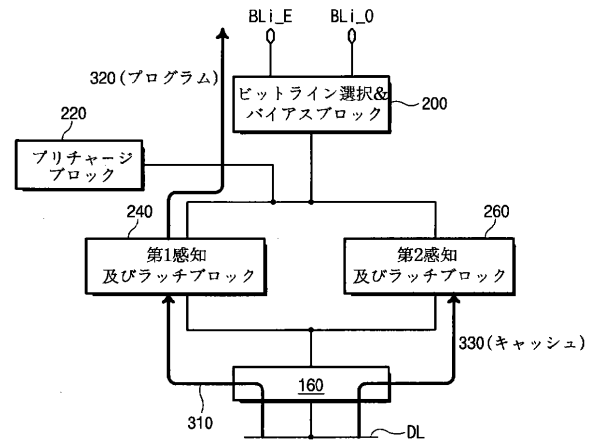 BLi_E
BLi_O
320(プログラム)
ビットライン選択&
バイアスブロック
200
220
プリチャージ
ブロック
240
第1感知
及びラッチブロック
260
第2感知
及びラッチブロック
330(キャッシュ)
160
310
DL